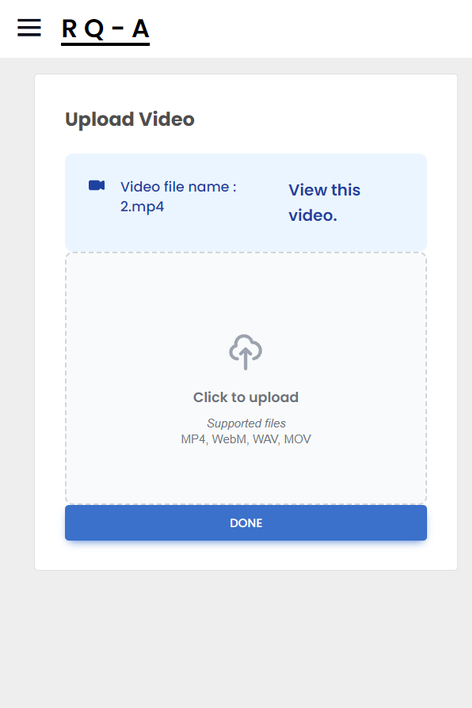 RQ-A
Upload Video
Video file name :
2.mp4
View this
video.
Click to upload
Supported files
MP4, WebM, WAV, MOV
DONE